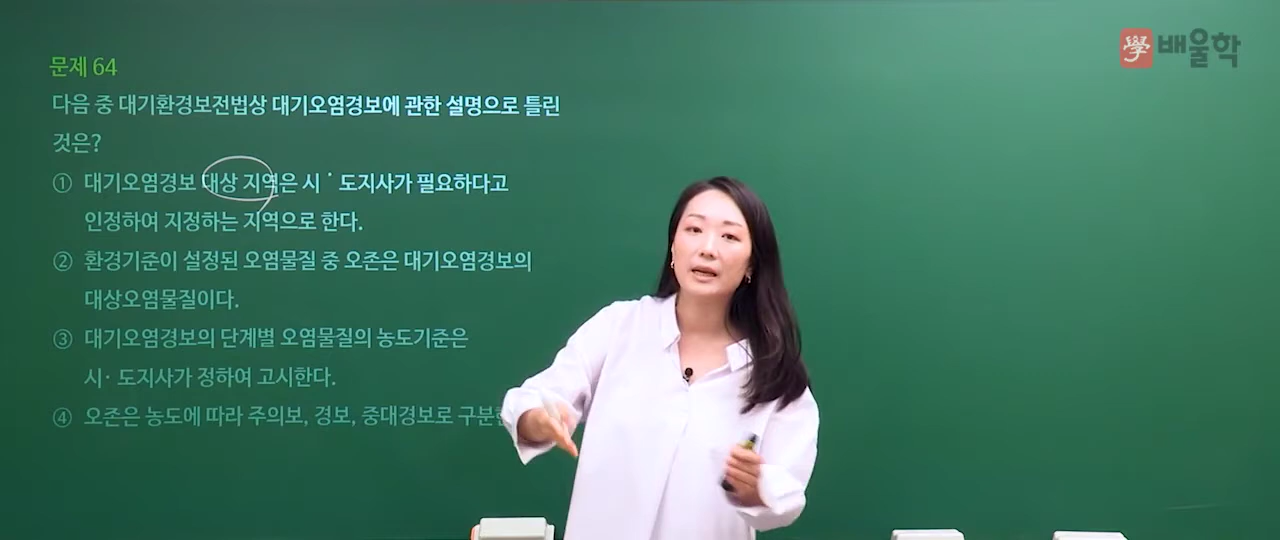 學 배울학
문제 64
다음 중 대기환경보전법상 대기오염경보에 관한 설명으로 틀린
것은?
① 대기오염경보 대상 지역은 시 · 도지사가 필요하다고
인정하여 지정하는 지역으로 한다.
② 환경기준이 설정된 오염물질 중 오존은 대기오염경보의
대상오염물질이다.
③ 대기오염경보의 단계별 오염물질의 농도기준은
시· 도지사가 정하여 고시한다.
④ 오존은 농도에 따라 주의보, 경보, 중대경보로